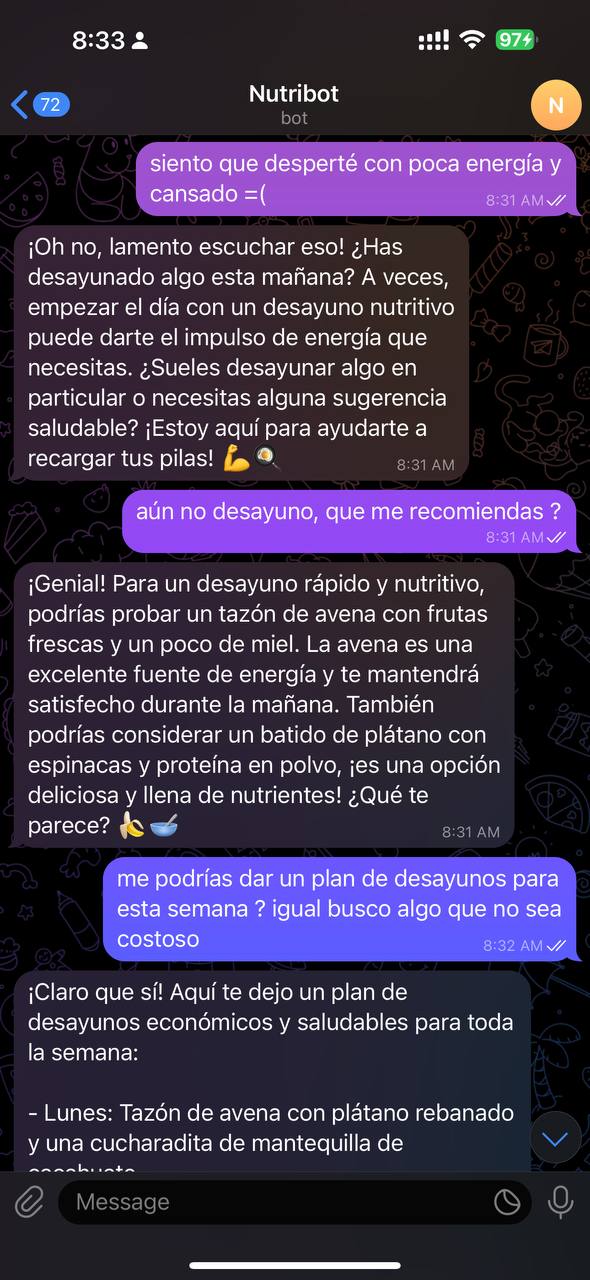 8:33
97
72
Nutribot
bot
N
siento que desperté con poca energía y
cansado =(
8:31 AM
¡Oh no, lamento escuchar eso! ¿Has
desayunado algo esta mañana? A veces,
empezar el día con un desayuno nutritivo
puede darte el impulso de energía que
necesitas. ¿Sueles desayunar algo en
particular o necesitas alguna sugerencia
saludable? ¡Estoy aquí para ayudarte a
recargar tus pilas! 💪🍳
8:31 AM
aún no desayuno, que me recomiendas ?
8:31 AM
¡Genial! Para un desayuno rápido y nutritivo,
podrías probar un tazón de avena con frutas
frescas y un poco de miel. La avena es una
excelente fuente de energía y te mantendrá
satisfecho durante la mañana. También
podrías considerar un batido de plátano con
espinacas y proteína en polvo, ¡es una opción
deliciosa y llena de nutrientes! ¿Qué te
parece? 🍌🥣
8:31 AM
me podrías dar un plan de desayunos para
esta semana ? igual busco algo que no sea
costoso
8:32 AM
¡Claro que sí! Aquí te dejo un plan de
desayunos económicos y saludables para toda
la semana:
- Lunes: Tazón de avena con plátano rebanado
y una cucharadita de mantequilla de
Message